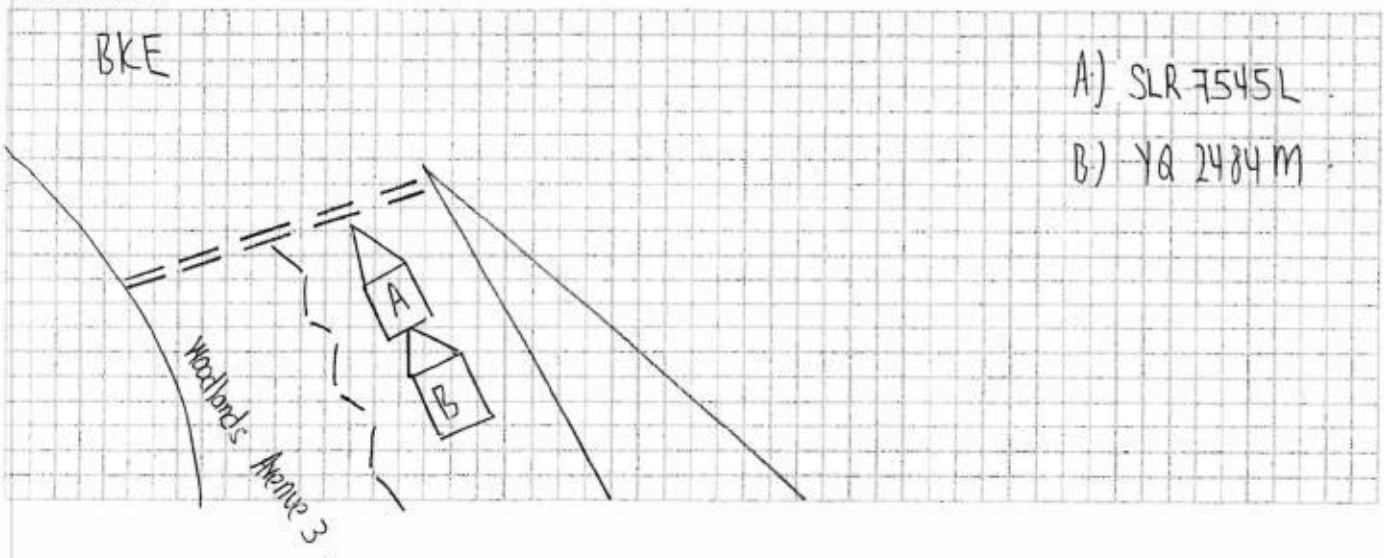 BKE
A.) SLR 7545L
B.) YQ 2484M
A
B
Woodlands Avenue 3